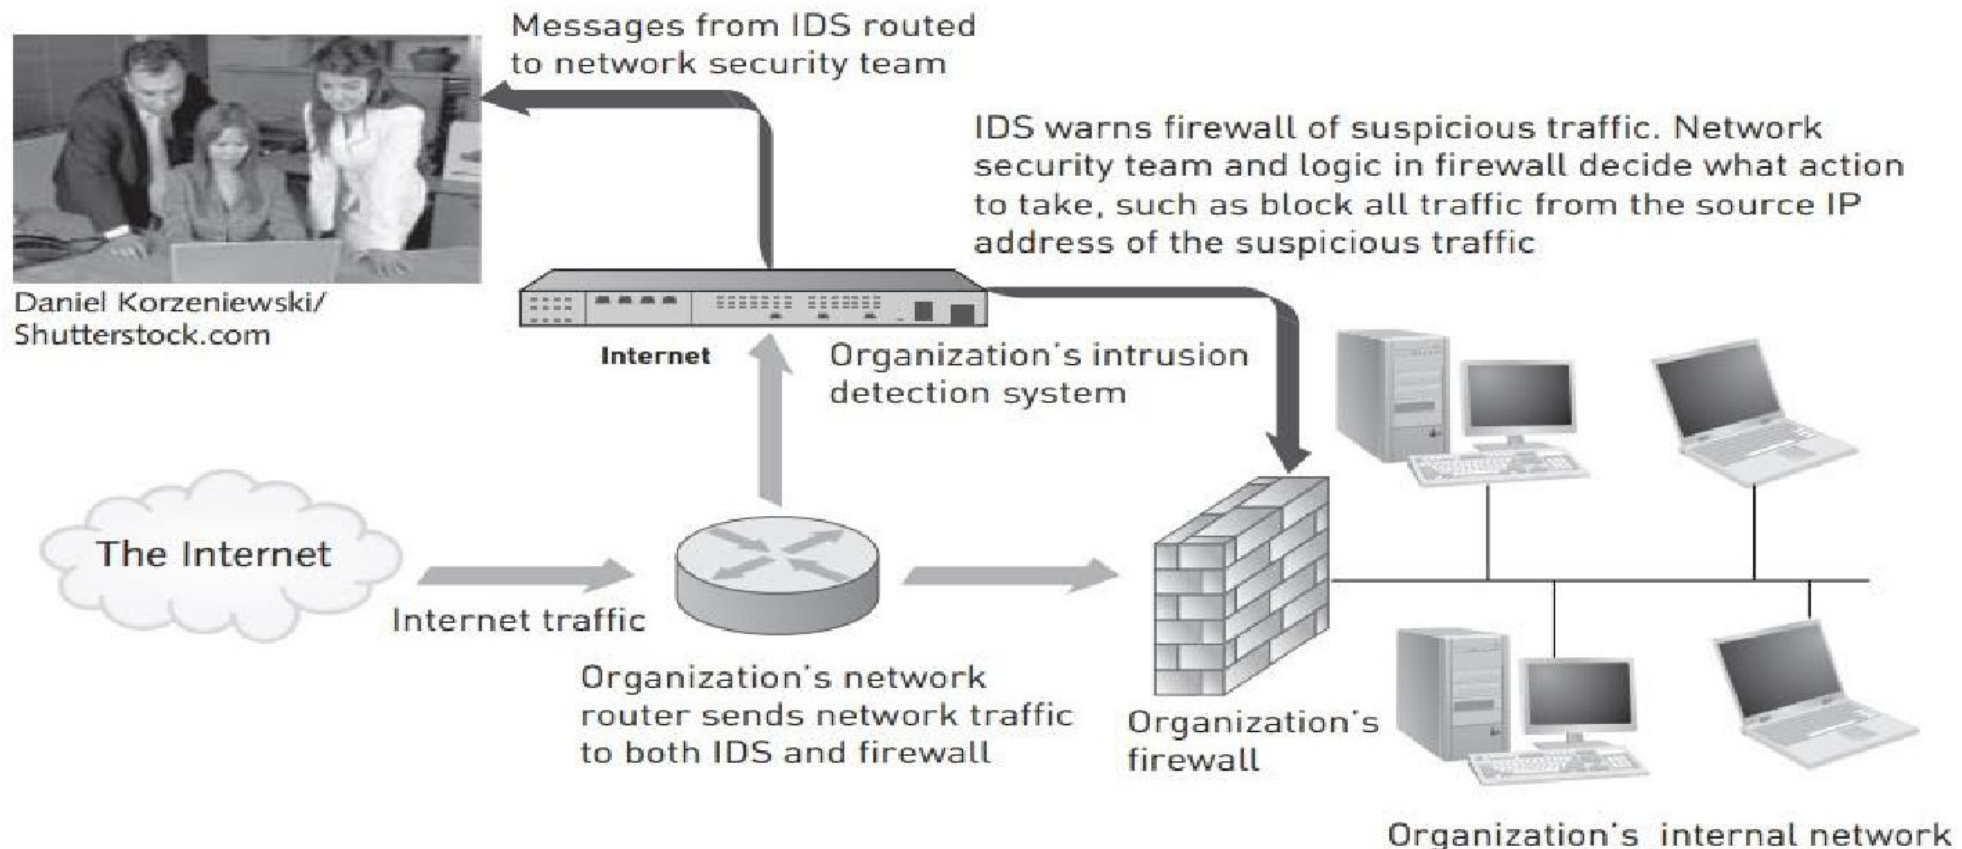 Messages from IDS routed
to network security team
IDS warns firewall of suspicious traffic. Network
security team and logic in firewall decide what action
to take, such as block all traffic from the source IP
address of the suspicious traffic
Daniel Korzeniewski/
Shutterstock.com
Internet
Organization's intrusion
detection system
The Internet
Internet traffic
Organization's network
router sends network traffic
to both IDS and firewall
Organization's
firewall
Organization's internal network